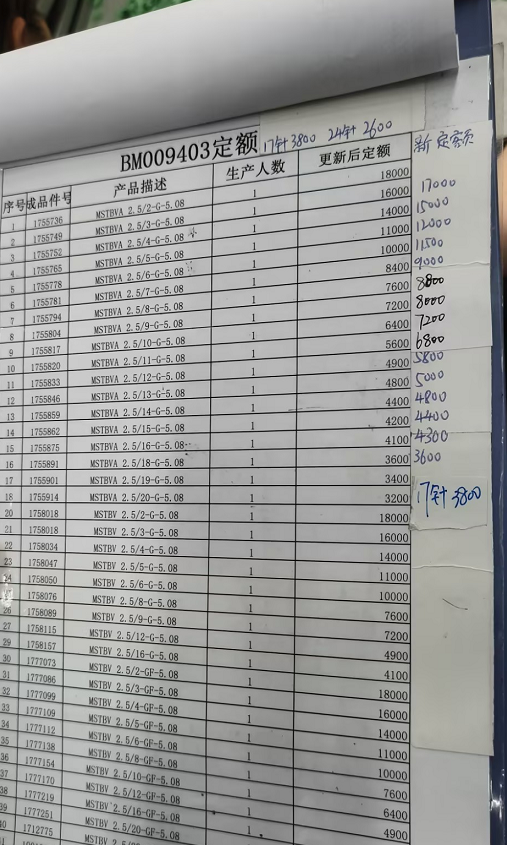 BM009403定额 17针3800 24针2600
序号 成品件号 产品描述 生产人数 更新后定额 新定额
1 1755736 MSTBVA 2.5/2-G-5.08 1 18000
2 1755749 MSTBVA 2.5/3-G-5.08 1 16000 17000
3 1755752 MSTBVA 2.5/4-G-5.08 1 14000 15000
4 1755765 MSTBVA 2.5/5-G-5.08 1 11000 12000
5 1755778 MSTBVA 2.5/6-G-5.08 1 10000 11500
6 1755781 MSTBVA 2.5/7-G-5.08 1 8400 9000
7 1755794 MSTBVA 2.5/8-G-5.08 1 7600 8800
8 1755804 MSTBVA 2.5/9-G-5.08 1 7200 8000
9 1755817 MSTBVA 2.5/10-G-5.08 1 6400 7200
10 1755820 MSTBVA 2.5/11-G-5.08 1 5600 6800
11 1755833 MSTBVA 2.5/12-G-5.08 1 4900 5800
12 1755846 MSTBVA 2.5/13-G-5.08 1 4800 5000
13 1755859 MSTBVA 2.5/14-G-5.08 1 4400 4800
14 1755862 MSTBVA 2.5/15-G-5.08 1 4200 4400
15 1755875 MSTBVA 2.5/16-G-5.08 1 4100 4300
16 1755891 MSTBVA 2.5/18-G-5.08 1 3600 3600
17 1755901 MSTBVA 2.5/19-G-5.08 1 3400
18 1755914 MSTBVA 2.5/20-G-5.08 1 3200 17针 3800
20 1758018 MSTBV 2.5/2-G-5.08 1 18000
21 1758018 MSTBV 2.5/3-G-5.08 1 16000
22 1758034 MSTBV 2.5/4-G-5.08 1 14000
23 1758047 MSTBV 2.5/5-G-5.08 1 11000
24 1758050 MSTBV 2.5/6-G-5.08 1 10000
1758076 MSTBV 2.5/8-G-5.08 1 7600
26 1758089 MSTBV 2.5/9-G-5.08 1 7200
27 1758115 MSTBV 2.5/12-G-5.08 1 4900
29 1758157 MSTBV 2.5/16-G-5.08 1 4100
30 1777073 MSTBV 2.5/2-GF-5.08 1 18000
31 1777086 MSTBV 2.5/3-GF-5.08 1 16000
32 1777099 MSTBV 2.5/4-GF-5.08 1 14000
33 1777109 MSTBV 2.5/5-GF-5.08 1 11000
34 1777112 MSTBV 2.5/6-GF-5.08 1 10000
35 1777138 MSTBV 2.5/8-GF-5.08 1 7600
36 1777154 MSTBV 2.5/10-GF-5.08 1 6400
37 1777170 MSTBV 2.5/12-GF-5.08 1 4900
38 1777219 MSTBV 2.5/16-GF-5.08
39 1777251 MSTBV 2.5/20-GF-5.08
40 1712775